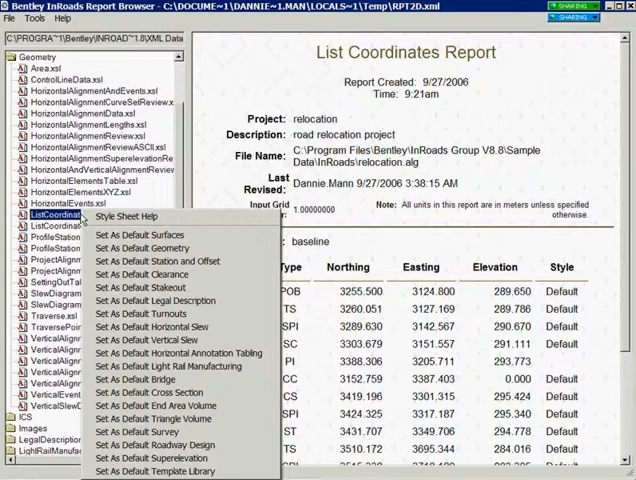 Bentley InRoads Report Browser - C:\DOCUME~1\DANNIE~1.MAN\LOCALS~1\Temp\RPT2D.xml
SHARING
SHARING
File Tools Help
C:\PROGRA~1\Bentley\INROAD~1.8\XML Data
Geometry
Area.xsl
ControlLineData.xsl
HorizontalAlignmentAndEvents.xsl
HorizontalAlignmentCurveSetReview.x
HorizontalAlignmentData.xsl
HorizontalAlignmentLengths.xsl
HorizontalAlignmentReview.xsl
HorizontalAlignmentReviewASCII.xsl
HorizontalAlignmentSuperelevationRe
HorizontalAndVerticalAlignmentReview
HorizontalElementsTable.xsl
HorizontalElementsXYZ.xsl
HorizontalEvents.xsl
ListCoordinat
ListCoordinat
ProfileStation
ProfileStation
ProjectAlignm
ProjectAlignm
SettingOutTa
SlewDiagram
SlewDiagram
Traverse.xsl
TraversePoin
VerticalAlignr
VerticalAlignr
VerticalAlignr
VerticalEleme
VerticalEvent
VerticalSlewD
ICS
Images
LegalDescription
LightRailManufac
Style Sheet Help
Set As Default Surfaces
Set As Default Geometry
Set As Default Station and Offset
Set As Default Clearance
Set As Default Stakeout
Set As Default Legal Description
Set As Default Turnouts
Set As Default Horizontal Slew
Set As Default Vertical Slew
Set As Default Horizontal Annotation Tabling
Set As Default Light Rail Manufacturing
Set As Default Bridge
Set As Default Cross Section
Set As Default End Area Volume
Set As Default Triangle Volume
Set As Default Survey
Set As Default Roadway Design
Set As Default Superelevation
Set As Default Template Library
List Coordinates Report
Report Created: 9/27/2006
Time: 9:21am
Project: relocation
Description: road relocation project
File Name: C:\Program Files\Bentley\InRoads Group V8.8\Sample
Data\InRoads\relocation.alg
Last
Revised: Dannie.Mann 9/27/2006 3:38:15 AM
Input Grid 1.00000000 Note: All units in this report are in meters unless specified
otherwise.
baseline
Type Northing Easting Elevation Style
POB 3255.500 3124.800 289.650 Default
TS 3260.051 3127.169 289.786 Default
SPI 3289.630 3142.567 290.670 Default
SC 3303.679 3151.557 291.111 Default
PI 3388.306 3205.711 293.773
CC 3152.759 3387.403 0.000 Default
CS 3419.196 3301.315 295.424 Default
SPI 3424.325 3317.187 295.340 Default
ST 3431.707 3379.706 294.430 Default
TS 3510.172 3695.344 284.016 Default